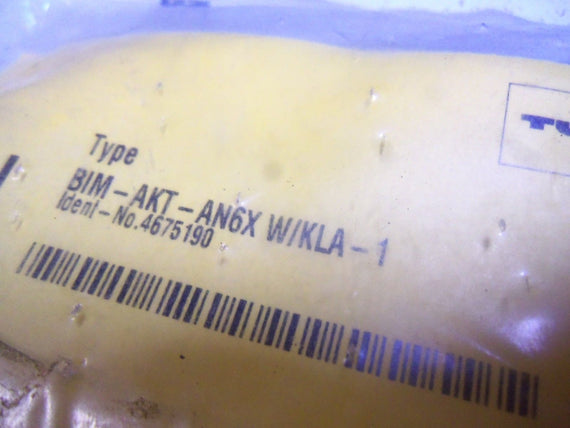 Type
BIM-AKT-AN6X W/KLA-1
Ident-No.4675190